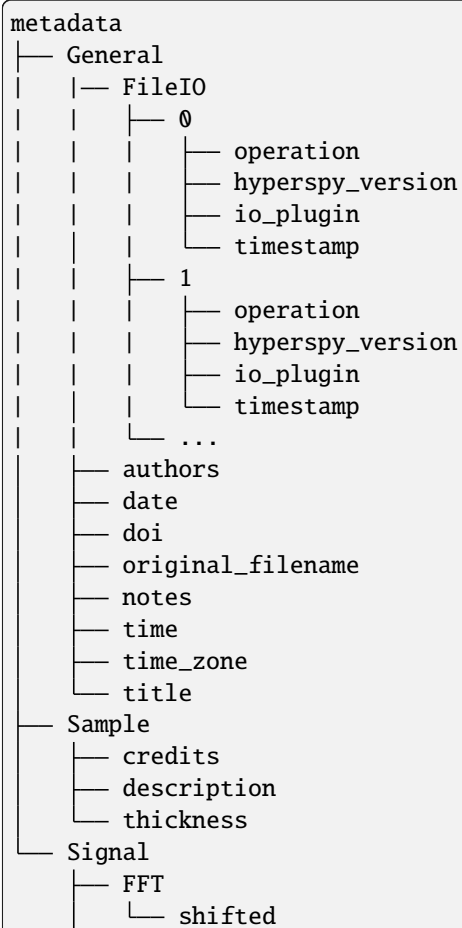 metadata
├── General
|   |── FileIO
|   |   ├── 0
|   |   |   ├── operation
|   |   |   ├── hyperspy_version
|   |   |   ├── io_plugin
|   │   |   └── timestamp
|   |   ├── 1
|   |   |   ├── operation
|   |   |   ├── hyperspy_version
|   |   |   ├── io_plugin
|   │   |   └── timestamp
|   |   └── ...
│   ├── authors
│   ├── date
│   ├── doi
│   ├── original_filename
│   ├── notes
│   ├── time
│   ├── time_zone
│   └── title
├── Sample
│   ├── credits
│   ├── description
│   └── thickness
└── Signal
    ├── FFT
    │   └── shifted